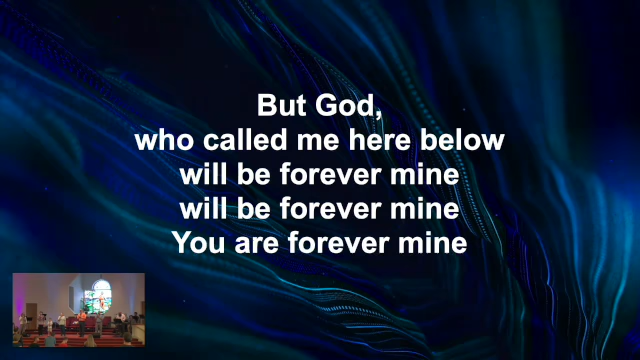 But God,
who called me here below
will be forever mine
will be forever mine
You are forever mine